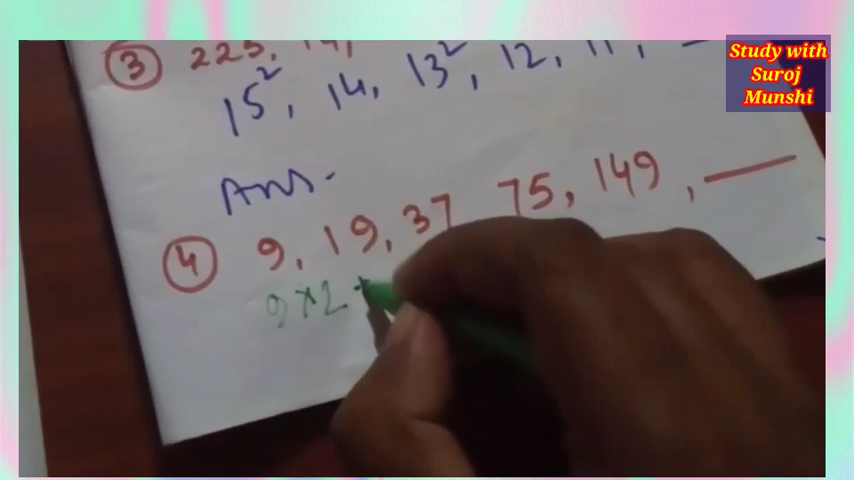 Study with
Suroj
Munshi
3 225,
15², 14, 13², 12, 11,
Ans.
4 9, 19, 37 75, 149, —
9×2